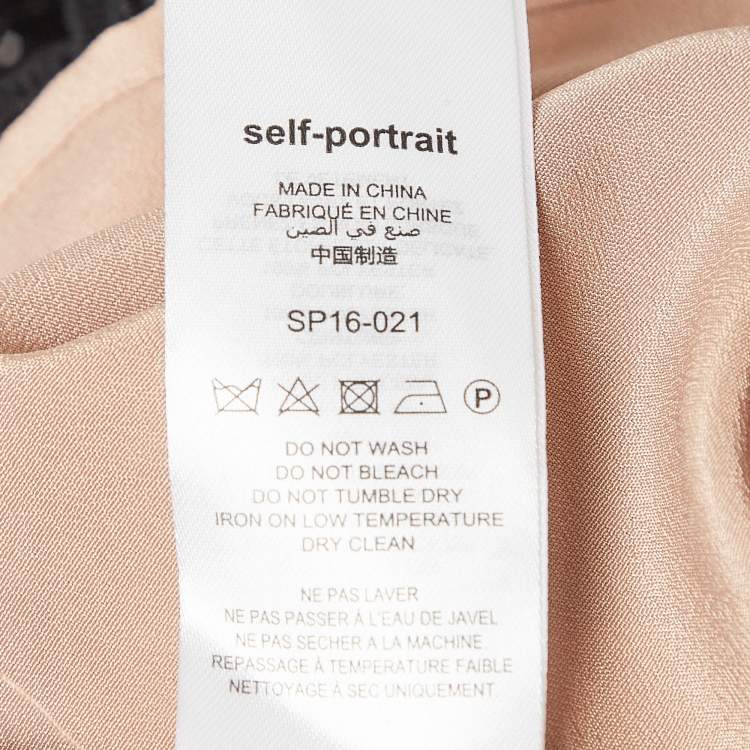 self-portrait
MADE IN CHINA
FABRIQUÉ EN CHINE
صنع في الصين
中国制造
SP16-021
P
DO NOT WASH
DO NOT BLEACH
DO NOT TUMBLE DRY
IRON ON LOW TEMPERATURE
DRY CLEAN
NE PAS LAVER
NE PAS PASSER À L'EAU DE JAVEL
NE PAS SECHER A LA MACHINE.
REPASSAGE À TEMPÉRATURE FAIBLE
NETTOYAGE À SEC UNIQUEMENT